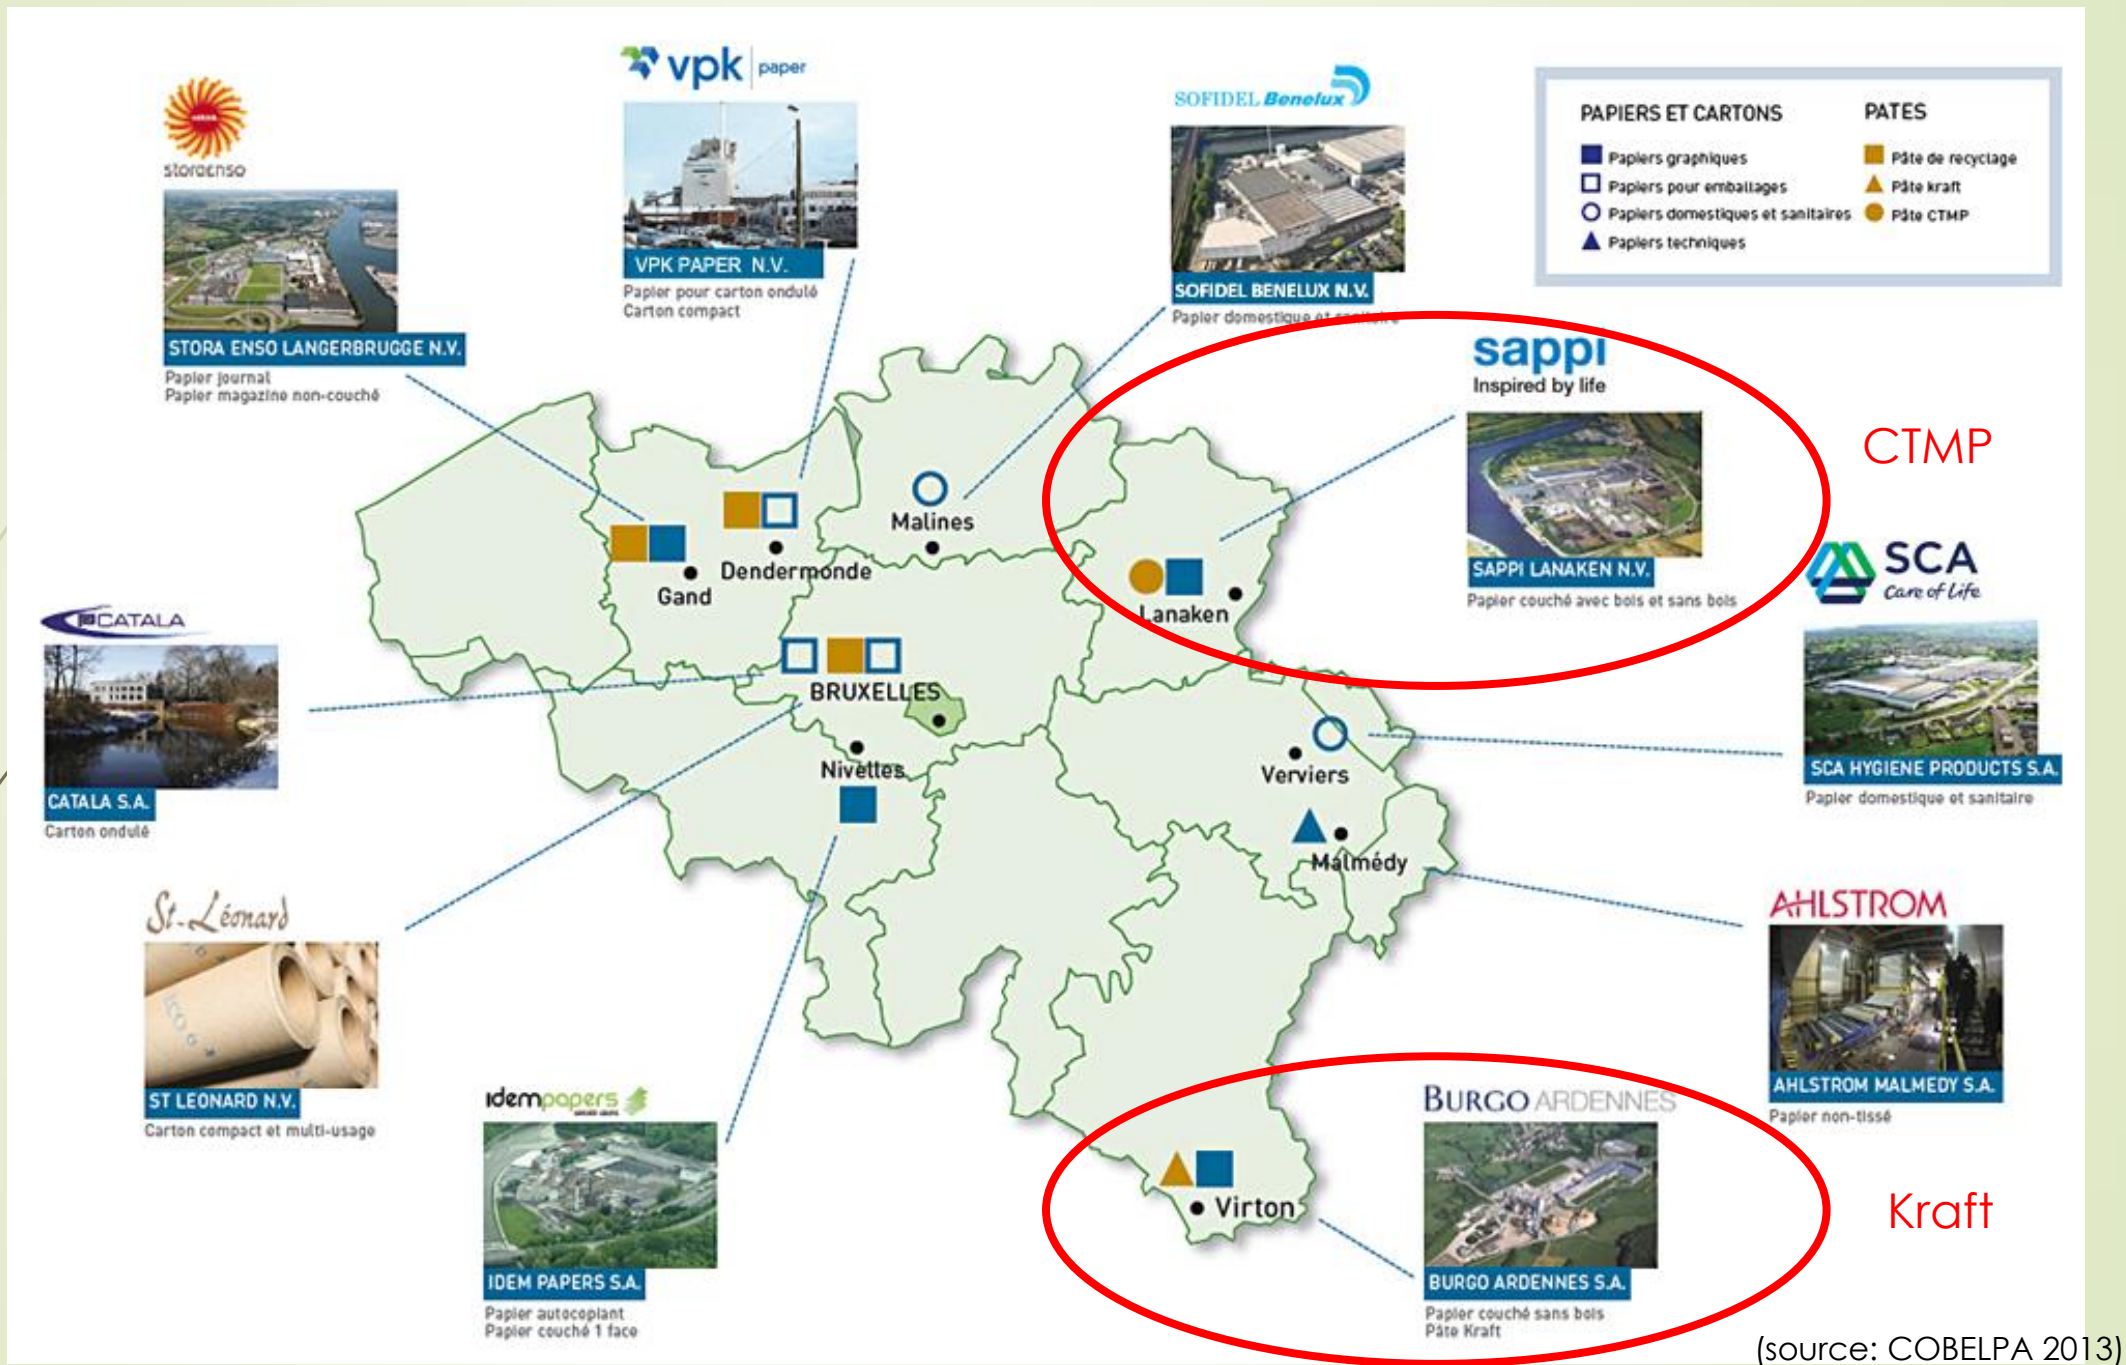 storaenso
STORA ENSO LANGERBRUGGE N.V.
Papier journal
Papier magazine non-couché
vpk paper
VPK PAPER N.V.
Papier pour carton ondulé
Carton compact
SOFIDEL Benelux
SOFIDEL BENELUX N.V.
Papier domestique et sanitaire
PAPIERS ET CARTONS
Papiers graphiques
Papiers pour emballages
Papiers domestiques et sanitaires
Papiers techniques
PATES
Pâte de recyclage
Pâte kraft
Pâte CTMP
sappi
Inspired by life
SAPPI LANAKEN N.V.
Papier couché avec bois et sans bois
CTMP
SCA
Care of Life
SCA HYGIENE PRODUCTS S.A.
Papier domestique et sanitaire
CATALA
CATALA S.A.
Carton ondulé
Gand
Dendermonde
Malines
Lanaken
BRUXELLES
Nivelles
Verviers
Malmédy
Virton
St-Léonard
ST LEONARD N.V.
Carton compact et multi-usage
idempapers
IDEM PAPERS S.A.
Papier autocopiant
Papier couché 1 face
AHLSTROM
AHLSTROM MALMEDY S.A.
Papier non-tissé
BURGO ARDENNES
BURGO ARDENNES S.A.
Papier couché sans bois
Pâte Kraft
Kraft
(source: COBELPA 2013)